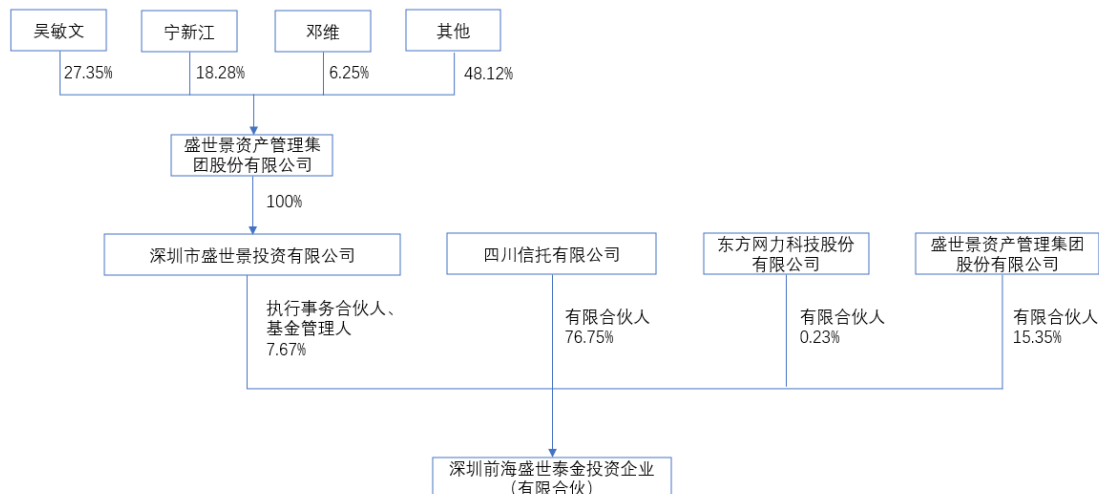 吴敏文
宁新江
邓维
其他
27.35%
18.28%
6.25%
48.12%
盛世景资产管理集
团股份有限公司
100%
深圳市盛世景投资有限公司
四川信托有限公司
东方网力科技股份
有限公司
盛世景资产管理集团
股份有限公司
执行事务合伙人、
基金管理人
7.67%
有限合伙人
76.75%
有限合伙人
0.23%
有限合伙人
15.35%
深圳前海盛世泰金投资企业
（有限合伙）